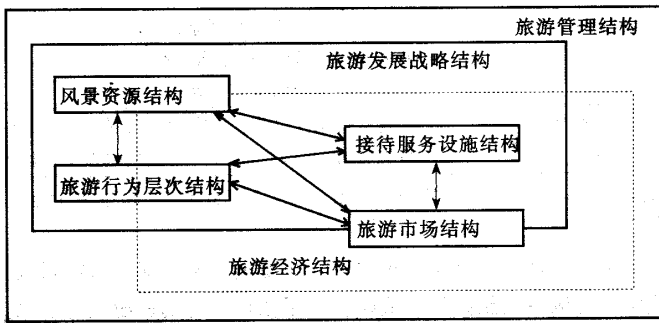 旅游管理结构
旅游发展战略结构
风景资源结构
接待服务设施结构
旅游行为层次结构
旅游市场结构
旅游经济结构